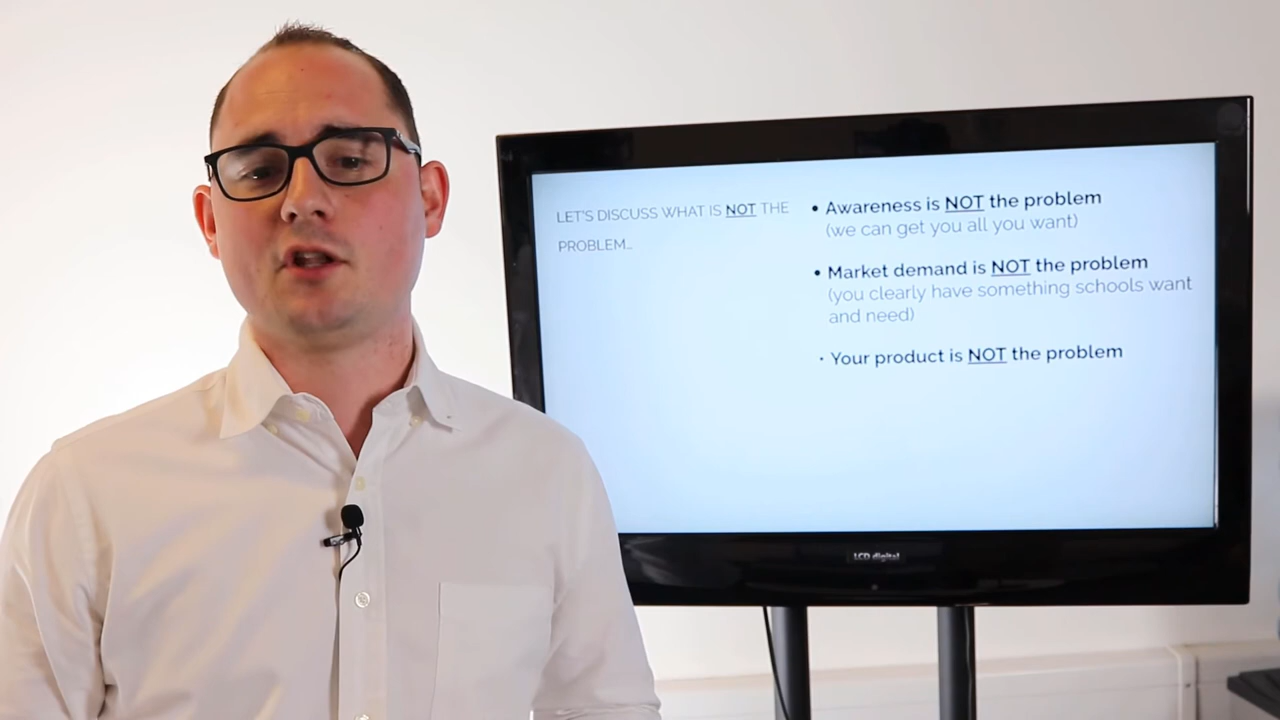 LET'S DISCUSS WHAT IS NOT THE
PROBLEM...
• Awareness is NOT the problem
(we can get you all you want)
• Market demand is NOT the problem
(you clearly have something schools want
and need)
• Your product is NOT the problem
LCD digital